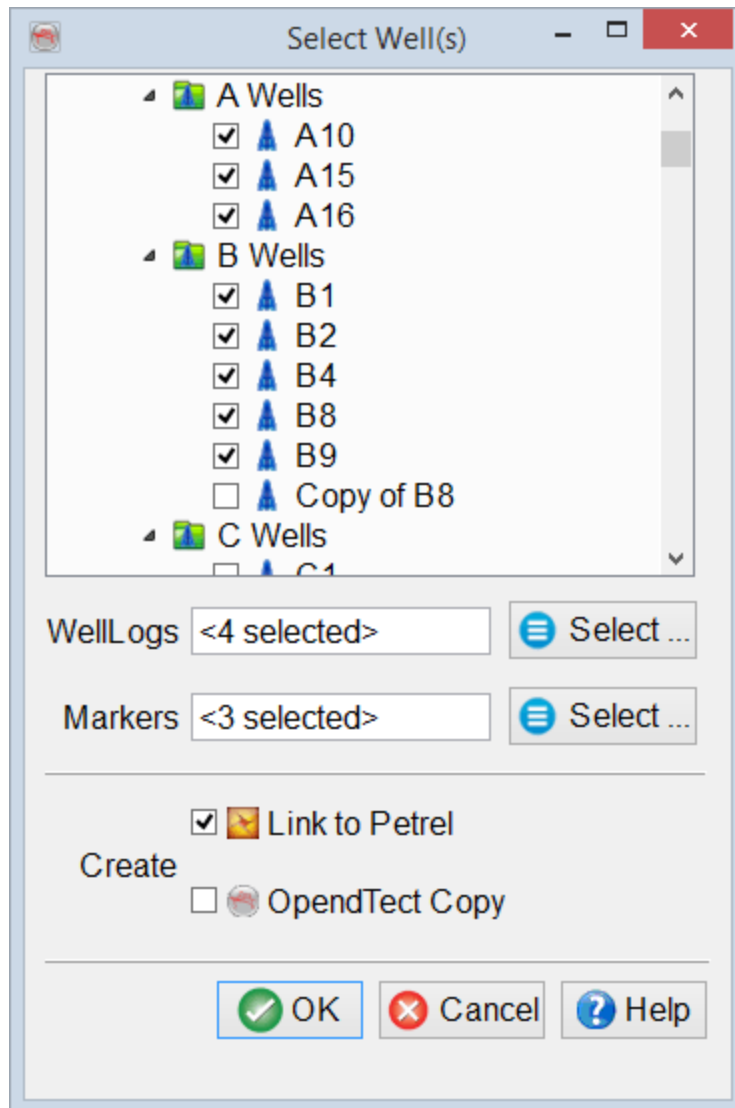 Select Well(s)
A Wells
A10
A15
A16
B Wells
B1
B2
B4
B8
B9
Copy of B8
C Wells
C1
WellLogs <4 selected> Select ...
Markers <3 selected> Select ...
Link to Petrel
Create
OpendTect Copy
OK Cancel Help